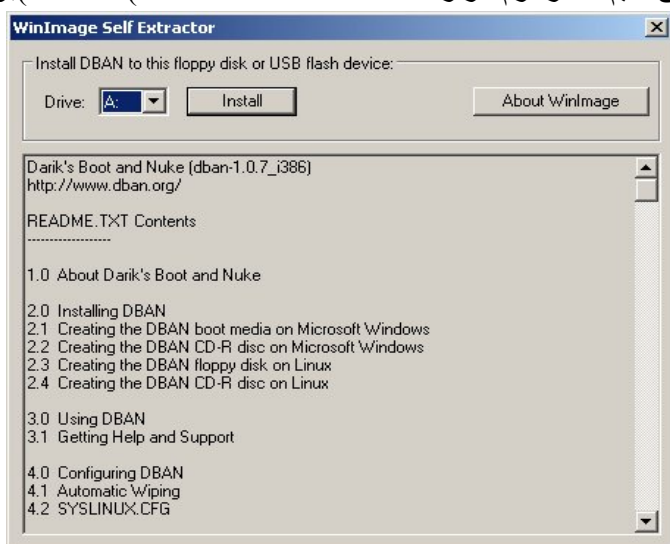 WinImage Self Extractor
Install DBAN to this floppy disk or USB flash device:
Drive: A: Install About WinImage
Darik's Boot and Nuke (dban-1.0.7_i386)
http://www.dban.org/
README.TXT Contents
-------------------
1.0 About Darik's Boot and Nuke
2.0 Installing DBAN
2.1 Creating the DBAN boot media on Microsoft Windows
2.2 Creating the DBAN CD-R disc on Microsoft Windows
2.3 Creating the DBAN floppy disk on Linux
2.4 Creating the DBAN CD-R disc on Linux
3.0 Using DBAN
3.1 Getting Help and Support
4.0 Configuring DBAN
4.1 Automatic Wiping
4.2 SYSLINUX.CFG